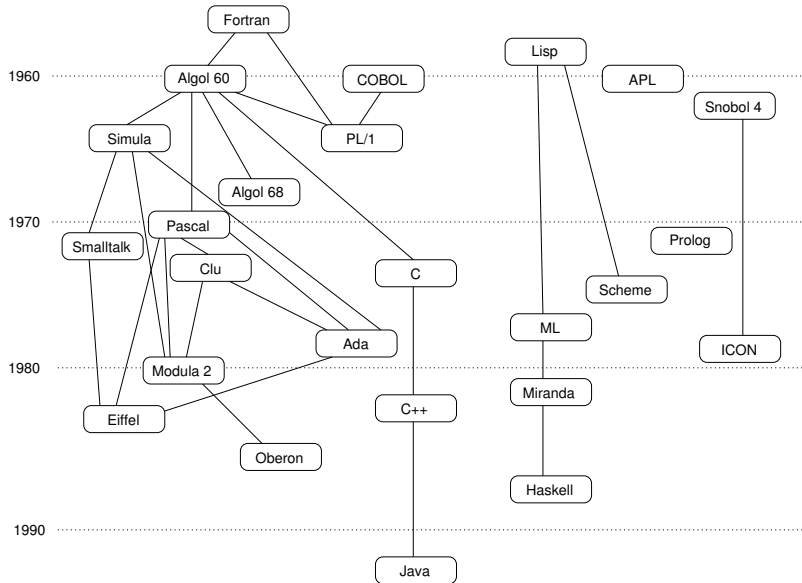 Fortran
Lisp
1960
Algol 60
COBOL
APL
Snobol 4
Simula
PL/1
Algol 68
1970
Pascal
Smalltalk
Prolog
Clu
C
Scheme
ML
Ada
ICON
1980
Modula 2
Miranda
C++
Eiffel
Oberon
Haskell
1990
Java